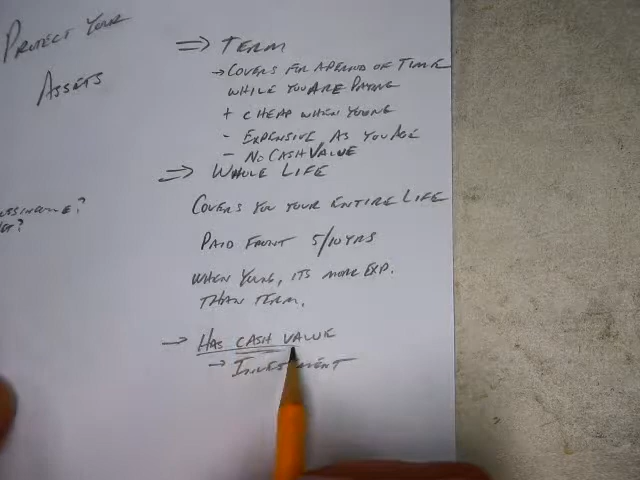 PROTECT YOUR
ASSETS
⇒ TERM
→ COVERS FOR A PERIOD OF TIME
WHILE YOU ARE PAYING
+ CHEAP WHEN YOUNG
- EXPENSIVE AS YOU AGE
- NO CASH VALUE
⇒ WHOLE LIFE
COVERS YOU YOUR ENTIRE LIFE
PAID FRONT 5/10 YRS
WHEN YOUNG, ITS MORE EXP.
THAN TERM.
→ HAS CASH VALUE
→ INVESTMENT